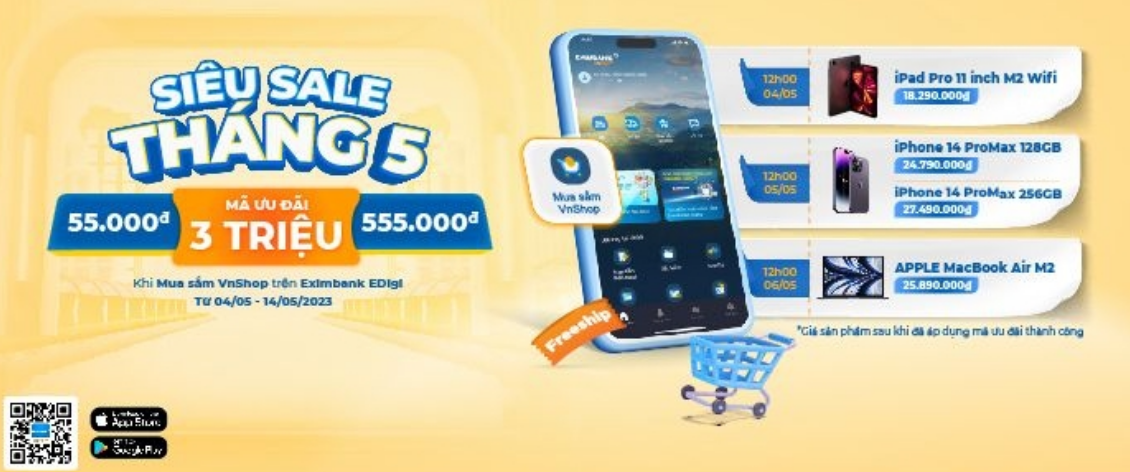 SIÊU SALE
THÁNG 5
55.000đ
MÃ ƯU ĐÃI
3 TRIỆU
555.000đ
Khi Mua sắm VnShop trên Eximbank EDigi
Từ 04/05 - 14/05/2023
Mua sắm
VnShop
Freeship
12h00
04/05
iPad Pro 11 inch M2 Wifi
18.290.000đ
12h00
05/05
iPhone 14 ProMax 128GB
24.790.000đ
iPhone 14 ProMax 256GB
27.490.000đ
12h00
06/05
APPLE MacBook Air M2
25.890.000đ
*Giá sản phẩm sau khi đã áp dụng mã ưu đãi thành công
App Store
Google Play